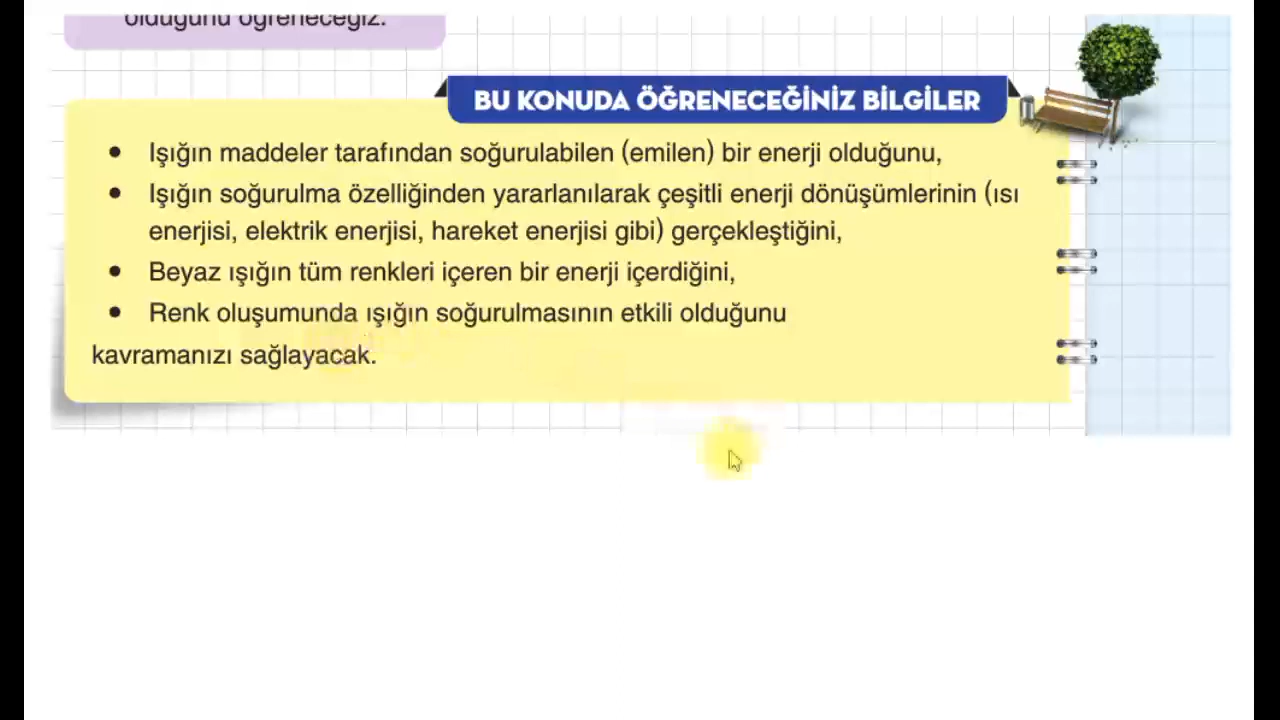 olduğunu öğreneceğiz.
BU KONUDA ÖĞRENECEĞİNİZ BİLGİLER
• Işığın maddeler tarafından soğurulabilen (emilen) bir enerji olduğunu,
• Işığın soğurulma özelliğinden yararlanılarak çeşitli enerji dönüşümlerinin (ısı
enerjisi, elektrik enerjisi, hareket enerjisi gibi) gerçekleştiğini,
• Beyaz ışığın tüm renkleri içeren bir enerji içerdiğini,
• Renk oluşumunda ışığın soğurulmasının etkili olduğunu
kavramanızı sağlayacak.